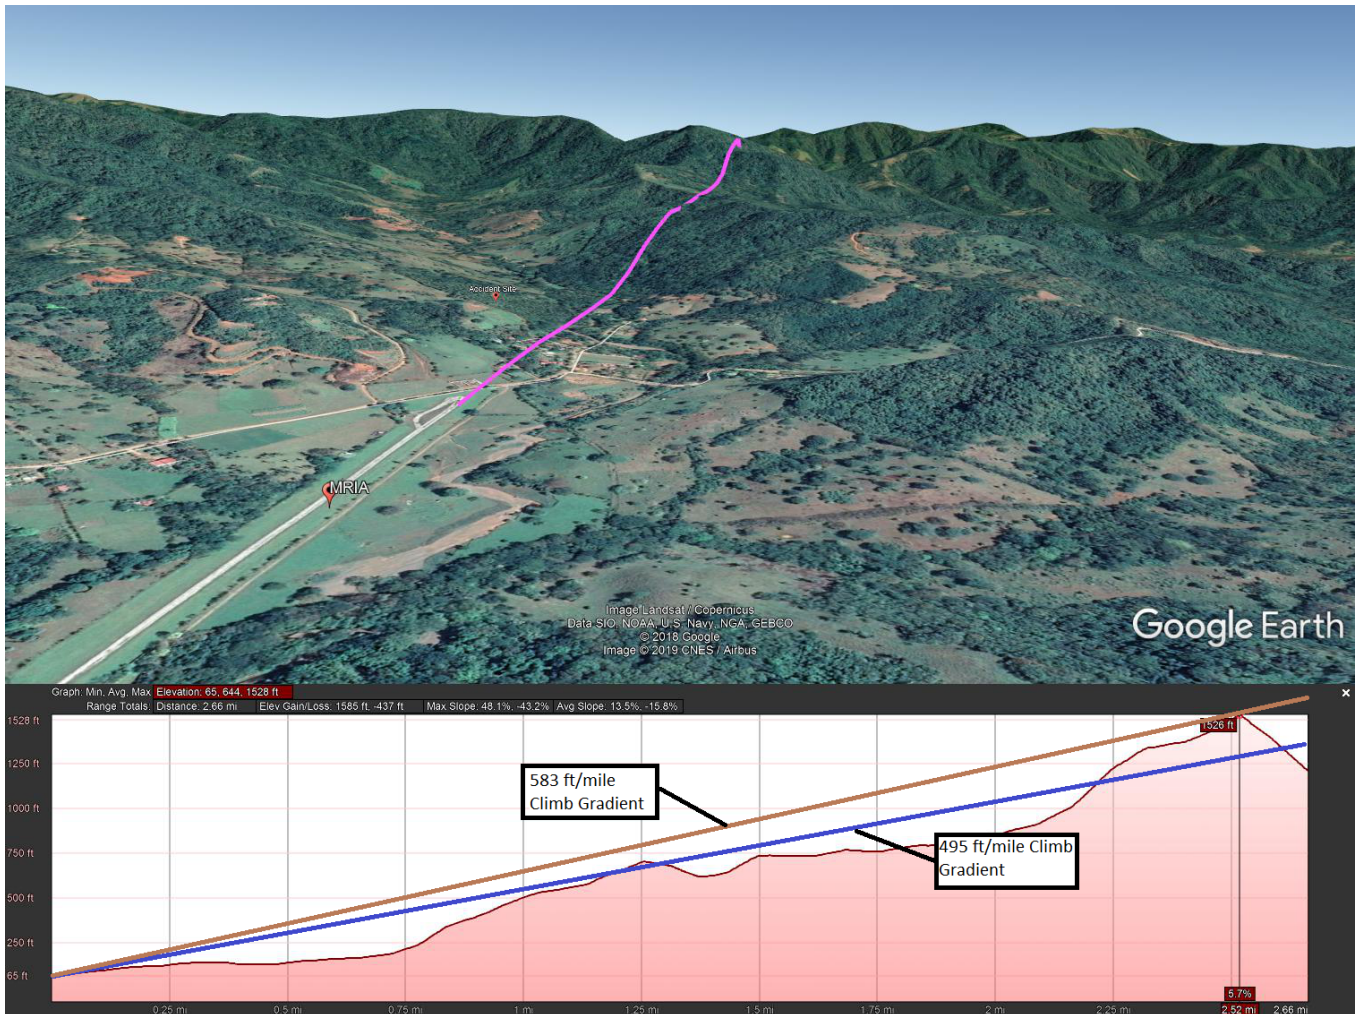 Accident Site
MRIA
Image Landsat / Copernicus
Data SIO, NOAA, U.S. Navy, NGA, GEBCO
© 2018 Google
Image © 2019 CNES / Airbus
Google Earth
Graph: Min, Avg, Max Elevation: 65, 644, 1528 ft
Range Totals: Distance: 2.66 mi Elev Gain/Loss: 1585 ft, -437 ft Max Slope: 48.1%, -43.2% Avg Slope: 13.5%, -15.8%
1528 ft
1526 ft
1250 ft
583 ft/mile
Climb Gradient
1000 ft
750 ft
495 ft/mile Climb
Gradient
500 ft
250 ft
65 ft
5.7%
0.25 mi 0.5 mi 0.75 mi 1 mi 1.25 mi 1.5 mi 1.75 mi 2 mi 2.25 mi 2.52 mi 2.66 mi